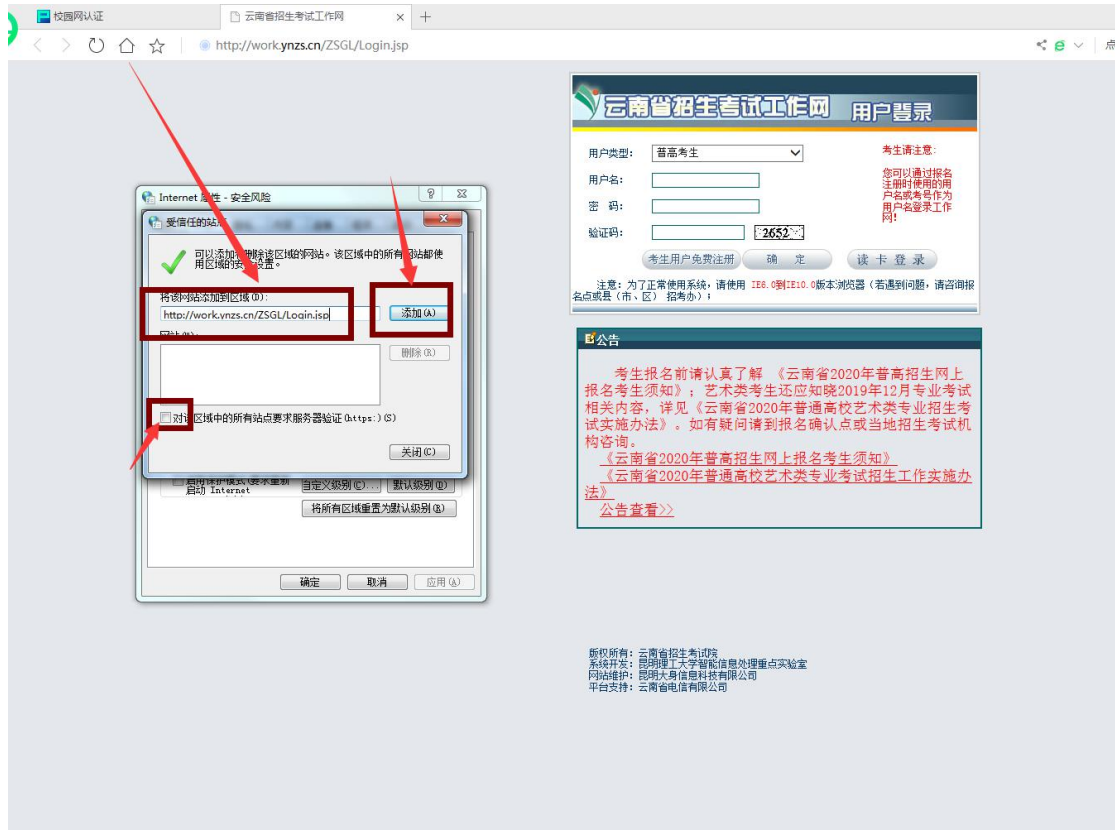 校园网认证
云南省招生考试工作网
http://work.ynzs.cn/ZSGL/Login.jsp
云南省招生考试工作网 用户登录
用户类型: 普高考生
用户名:
密 码:
验证码: 2652
考生请注意:
您可以通过报名
注册时使用的用
户名或考号作为
用户名登录工作
网!
考生用户免费注册 确 定 读 卡 登 录
注意: 为了正常使用系统, 请使用 IE6.0到IE10.0版本浏览器 (若遇到问题, 请咨询报
名点或县 (市、区) 招考办);
公告
考生报名前请认真了解 《云南省2020年普高招生网上
报名考生须知》; 艺术类考生还应知晓2019年12月专业考试
相关内容, 详见《云南省2020年普通高校艺术类专业招生考
试实施办法》。如有疑问请到报名确认点或当地招生考试机
构咨询。
《云南省2020年普高招生网上报名考生须知》
《云南省2020年普通高校艺术类专业考试招生工作实施办
法》
公告查看>>
Internet 属性 - 安全风险
受信任的站点
可以添加和删除该区域的网站。该区域中的所有网站都使
用区域的安全设置。
将该网站添加到区域(D):
http://work.ynzs.cn/ZSGL/Login.jsp 添加(A)
网站(W):
删除(R)
对该区域中的所有站点要求服务器验证(https:)(S)
关闭(C)
启用保护模式(要求重新
启动 Internet
自定义级别(C)... 默认级别(D)
将所有区域重置为默认级别(R)
确定 取消 应用(A)
版权所有: 云南省招生考试院
系统开发: 昆明理工大学智能信息处理重点实验室
网站维护: 昆明大身信息科技有限公司
平台支持: 云南省电信有限公司